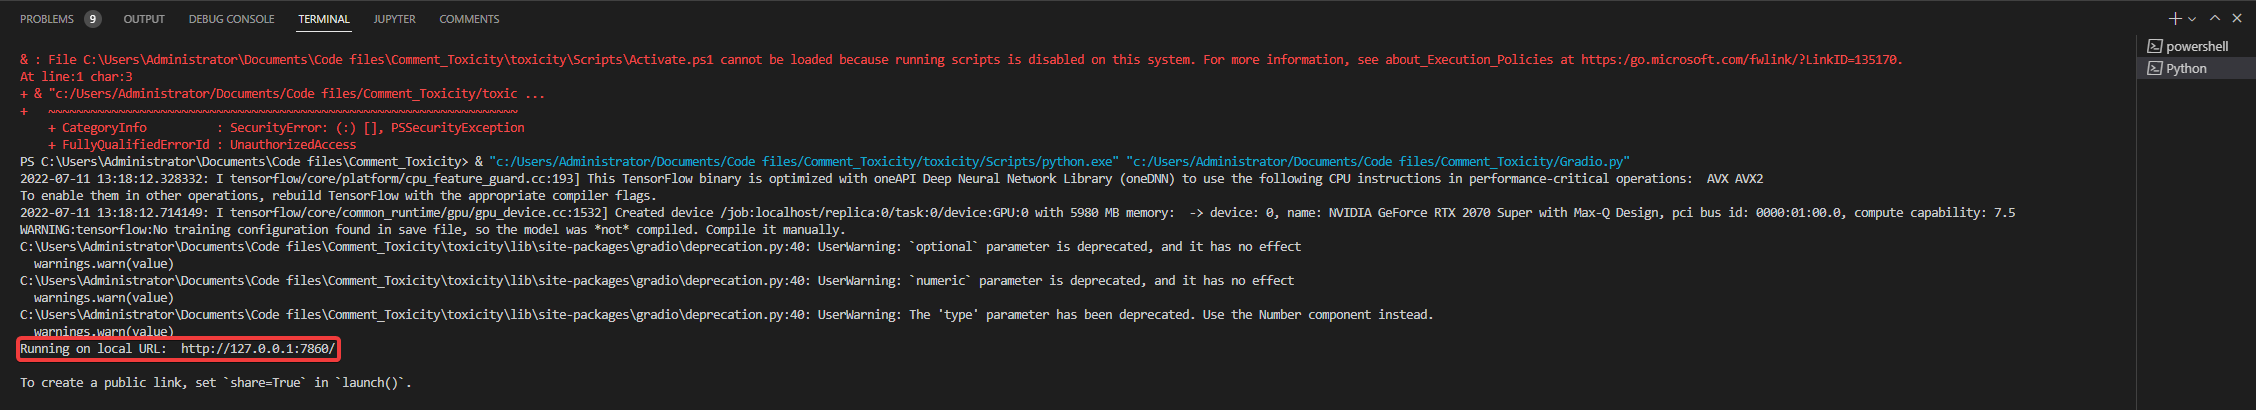 PROBLEMS 9 OUTPUT DEBUG CONSOLE TERMINAL JUPYTER COMMENTS
& : File C:\Users\Administrator\Documents\Code files\Comment_Toxicity\toxicity\Scripts\Activate.ps1 cannot be loaded because running scripts is disabled on this system. For more information, see about_Execution_Policies at https:/go.microsoft.com/fwlink/?LinkID=135170.
At line:1 char:3
+ & "c:/Users/Administrator/Documents/Code files/Comment_Toxicity/toxic ...
+   ~~~~~~~~~~~~~~~~~~~~~~~~~~~~~~~~~~~~~~~~~~~~~~~~~~~~~~~~~~~~~~~~~~~
    + CategoryInfo          : SecurityError: (:) [], PSSecurityException
    + FullyQualifiedErrorId : UnauthorizedAccess
PS C:\Users\Administrator\Documents\Code files\Comment_Toxicity> & "c:/Users/Administrator/Documents/Code files/Comment_Toxicity/toxicity/Scripts/python.exe" "c:/Users/Administrator/Documents/Code files/Comment_Toxicity/Gradio.py"
2022-07-11 13:18:12.328332: I tensorflow/core/platform/cpu_feature_guard.cc:193] This TensorFlow binary is optimized with oneAPI Deep Neural Network Library (oneDNN) to use the following CPU instructions in performance-critical operations:  AVX AVX2
To enable them in other operations, rebuild TensorFlow with the appropriate compiler flags.
2022-07-11 13:18:12.714149: I tensorflow/core/common_runtime/gpu/gpu_device.cc:1532] Created device /job:localhost/replica:0/task:0/device:GPU:0 with 5980 MB memory:  -> device: 0, name: NVIDIA GeForce RTX 2070 Super with Max-Q Design, pci bus id: 0000:01:00.0, compute capability: 7.5
WARNING:tensorflow:No training configuration found in save file, so the model was *not* compiled. Compile it manually.
C:\Users\Administrator\Documents\Code files\Comment_Toxicity\toxicity\lib\site-packages\gradio\deprecation.py:40: UserWarning: `optional` parameter is deprecated, and it has no effect
  warnings.warn(value)
C:\Users\Administrator\Documents\Code files\Comment_Toxicity\toxicity\lib\site-packages\gradio\deprecation.py:40: UserWarning: `numeric` parameter is deprecated, and it has no effect
  warnings.warn(value)
C:\Users\Administrator\Documents\Code files\Comment_Toxicity\toxicity\lib\site-packages\gradio\deprecation.py:40: UserWarning: The 'type' parameter has been deprecated. Use the Number component instead.
  warnings.warn(value)
Running on local URL:  http://127.0.0.1:7860/
To create a public link, set `share=True` in `launch()`.
powershell
Python